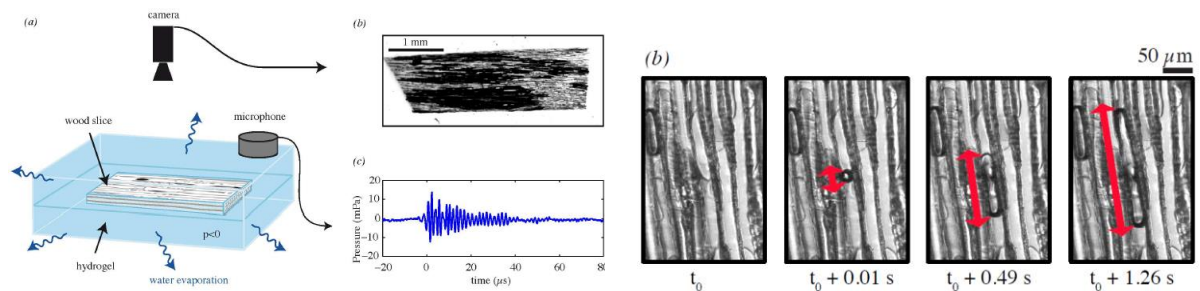 (a)
camera
wood slice
microphone
p<0
hydrogel
water evaporation
(b)
1 mm
(c)
Pressure (mPa)
20
10
0
−10
−20
−20 0 20 40 60 80
time (μs)
(b)
50 μm
t0
t0 + 0.01 s
t0 + 0.49 s
t0 + 1.26 s